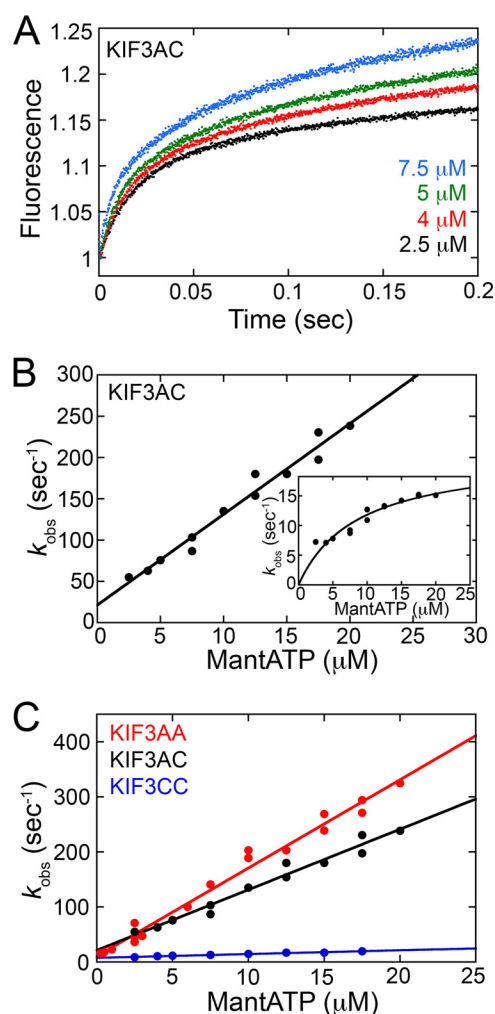 A
KIF3AC
1.25
1.2
1.15
1.1
1.05
1
Fluorescence
7.5 μM
5 μM
4 μM
2.5 μM
0 0.05 0.1 0.15 0.2
Time (sec)
B
KIF3AC
300
250
200
150
100
50
0
kobs (sec-1)
15
10
5
0
kobs (sec-1)
0 5 10 15 20 25
MantATP (μM)
0 5 10 15 20 25 30
MantATP (μM)
C
KIF3AA
KIF3AC
KIF3CC
400
300
200
100
0
kobs (sec-1)
0 5 10 15 20 25
MantATP (μM)